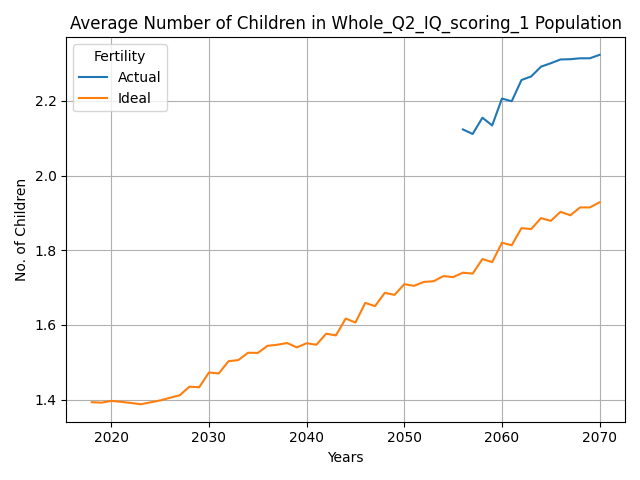 Average Number of Children in Whole_Q2_IQ_scoring_1 Population
Fertility
Actual
Ideal
No. of Children
2.2
2.0
1.8
1.6
1.4
2020 2030 2040 2050 2060 2070
Years